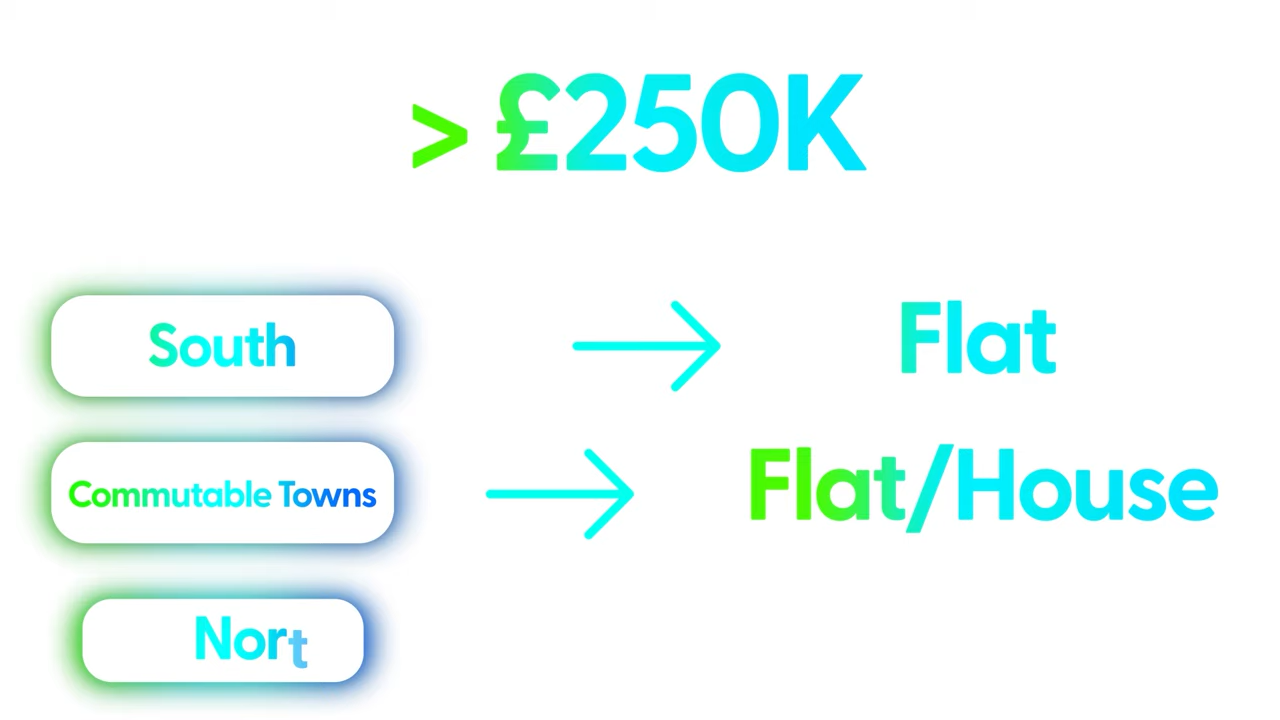 > £250K
South
Flat
Commutable Towns
Flat/House
Nort